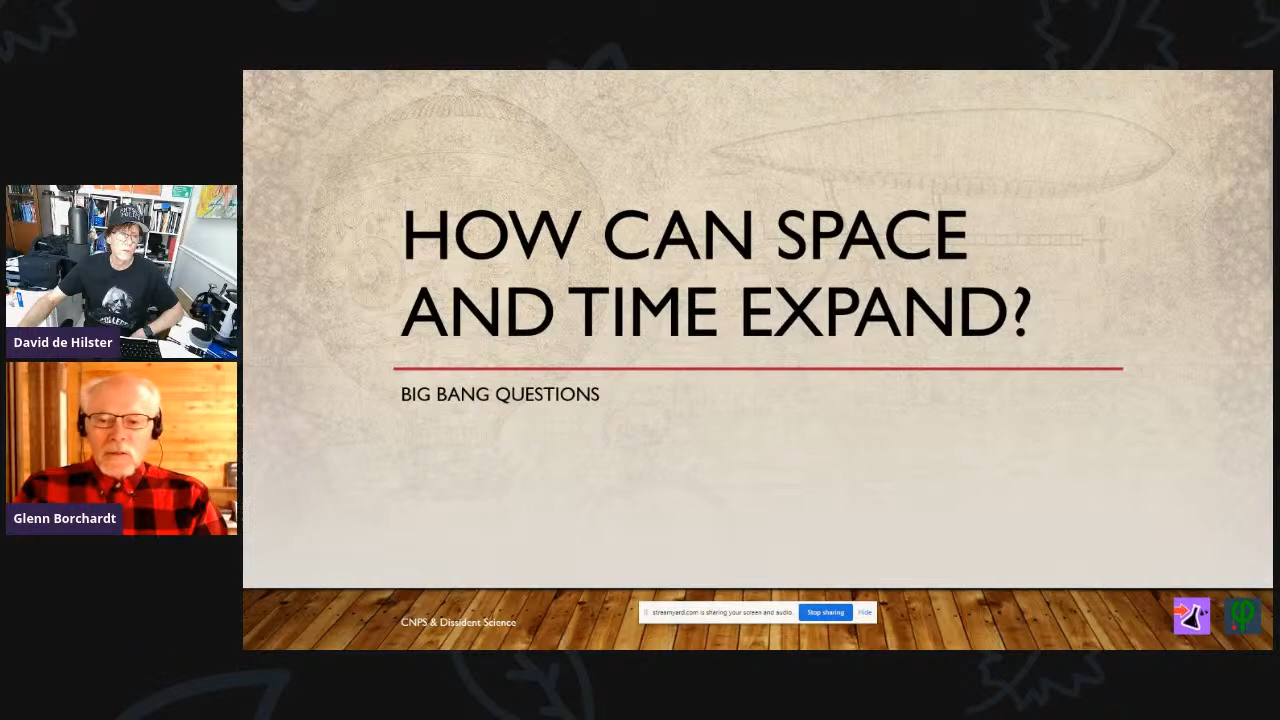 HOW CAN SPACE
AND TIME EXPAND?
BIG BANG QUESTIONS
David de Hilster
Glenn Borchardt
CNPS & Dissident Science
streamyard.com is sharing your screen and audio.
Stop sharing
Hide